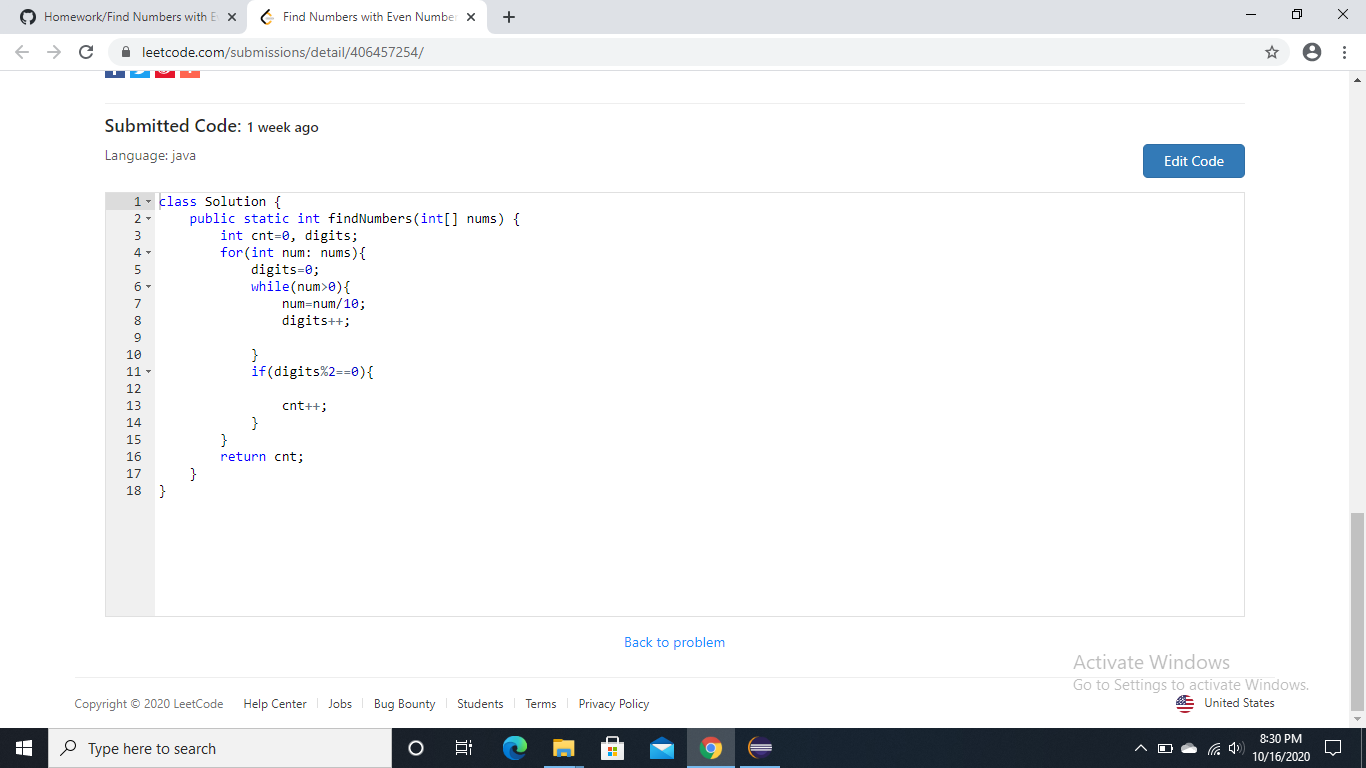 Homework/Find Numbers with E
Find Numbers with Even Number
leetcode.com/submissions/detail/406457254/
Submitted Code: 1 week ago
Language: java
Edit Code
1 class Solution {
2 public static int findNumbers(int[] nums) {
3 int cnt=0, digits;
4 for(int num: nums){
5 digits=0;
6 while(num>0){
7 num=num/10;
8 digits++;
9
10 }
11 if(digits%2==0){
12
13 cnt++;
14 }
15 }
16 return cnt;
17 }
18 }
Back to problem
Activate Windows
Go to Settings to activate Windows.
Copyright © 2020 LeetCode Help Center Jobs Bug Bounty Students Terms Privacy Policy United States
Type here to search
8:30 PM
10/16/2020